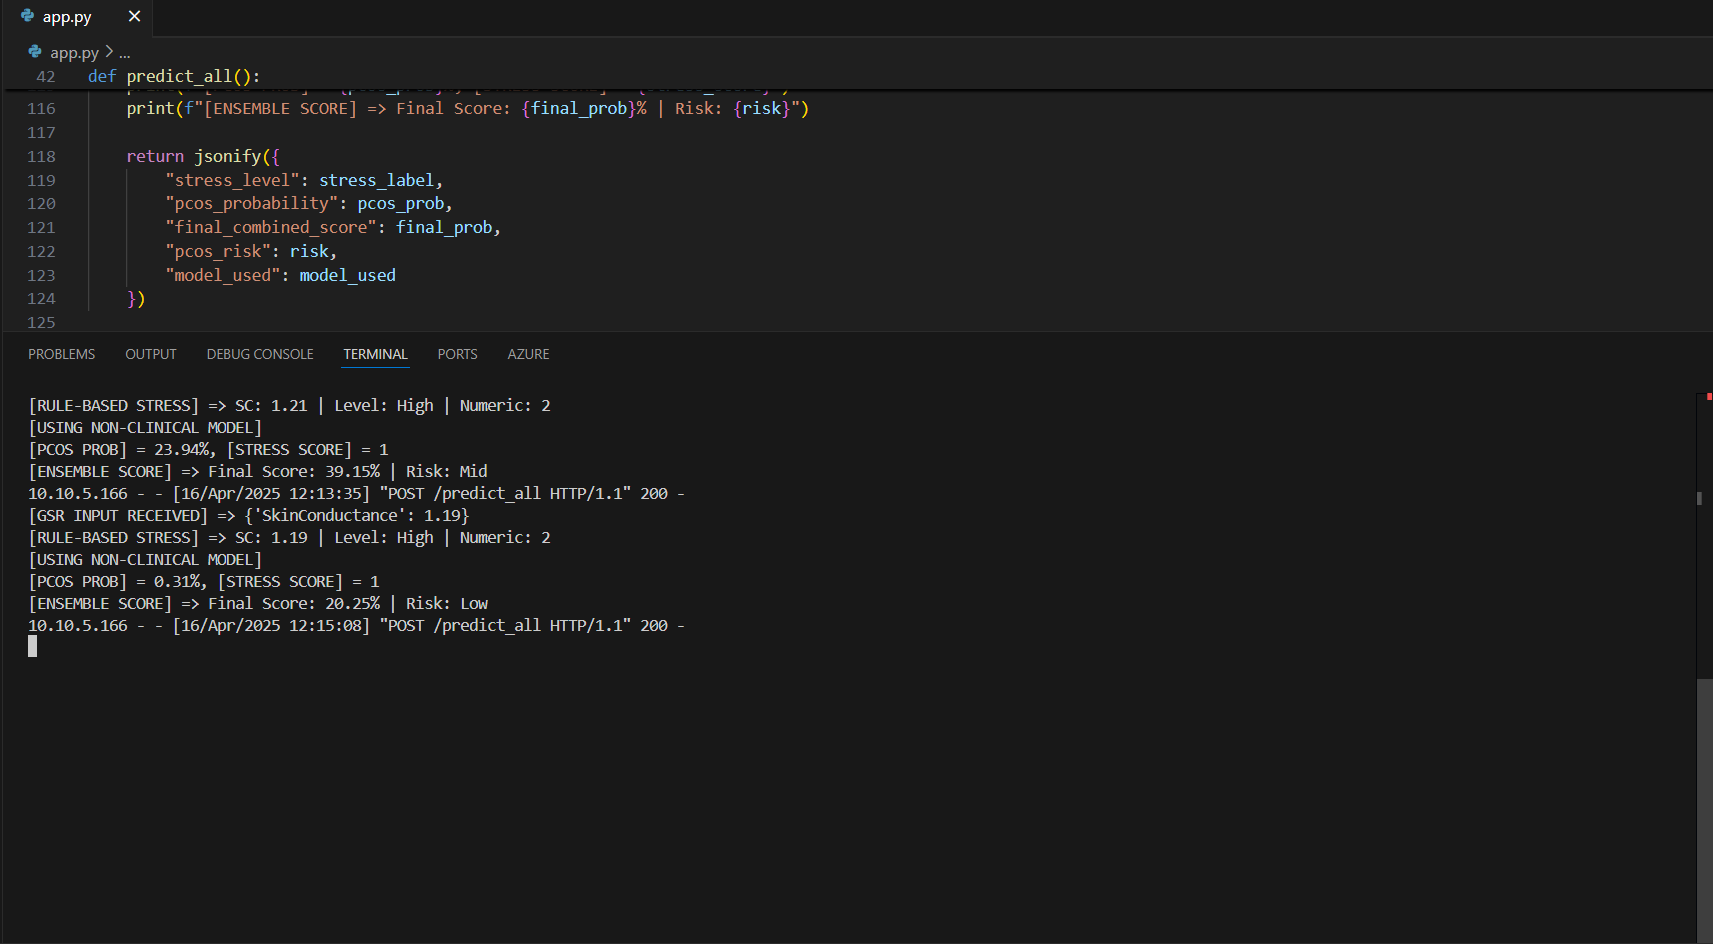 app.py
app.py > ...
42 def predict_all():
116 print(f"[ENSEMBLE SCORE] => Final Score: {final_prob}% | Risk: {risk}")
117
118 return jsonify({
119 "stress_level": stress_label,
120 "pcos_probability": pcos_prob,
121 "final_combined_score": final_prob,
122 "pcos_risk": risk,
123 "model_used": model_used
124 })
125
PROBLEMS OUTPUT DEBUG CONSOLE TERMINAL PORTS AZURE
[RULE-BASED STRESS] => SC: 1.21 | Level: High | Numeric: 2
[USING NON-CLINICAL MODEL]
[PCOS PROB] = 23.94%, [STRESS SCORE] = 1
[ENSEMBLE SCORE] => Final Score: 39.15% | Risk: Mid
10.10.5.166 - - [16/Apr/2025 12:13:35] "POST /predict_all HTTP/1.1" 200 -
[GSR INPUT RECEIVED] => {'SkinConductance': 1.19}
[RULE-BASED STRESS] => SC: 1.19 | Level: High | Numeric: 2
[USING NON-CLINICAL MODEL]
[PCOS PROB] = 0.31%, [STRESS SCORE] = 1
[ENSEMBLE SCORE] => Final Score: 20.25% | Risk: Low
10.10.5.166 - - [16/Apr/2025 12:15:08] "POST /predict_all HTTP/1.1" 200 -